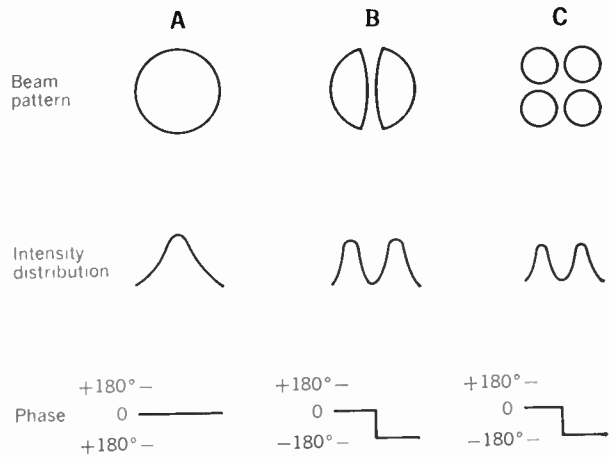 A B C
Beam
pattern
Intensity
distribution
+180° – +180° – +180° –
Phase 0 0 0
+180° – −180° – −180° –